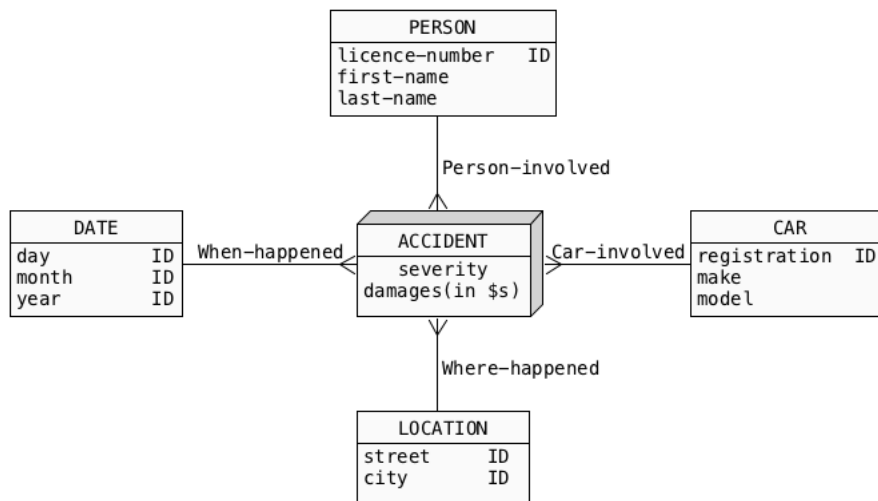 PERSON
licence-number ID
first-name
last-name
Person-involved
DATE
day ID
month ID
year ID
When-happened
ACCIDENT
severity
damages(in $s)
Car-involved
CAR
registration ID
make
model
Where-happened
LOCATION
street ID
city ID